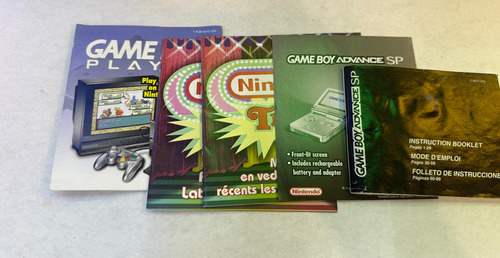 GAME
PLAY
Play
on
Nint
Nin
Lat
Nin
T
en ved
récents les
GAME BOY ADVANCE SP
• Front-lit screen
• Includes rechargeable
battery and adapter
Nintendo
GAME BOY ADVANCE SP
INSTRUCTION BOOKLET
Pages 1-29
MODE D'EMPLOI
Pages 30-59
FOLLETO DE INSTRUCCIONE
Páginas 60-89